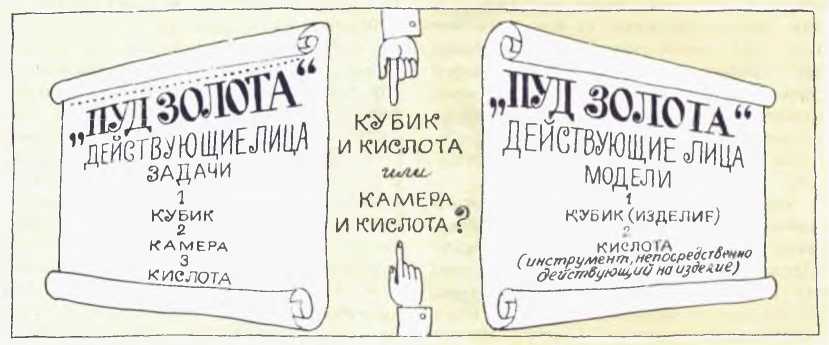 „ПУД ЗОЛОТА“
ДЕЙСТВУЮЩИЕ ЛИЦА
ЗАДАЧИ
1
КУБИК
2
КАМЕРА
3
КИСЛОТА
КУБИК
И КИСЛОТА
или
КАМЕРА
И КИСЛОТА?
„ПУД ЗОЛОТА“
ДЕЙСТВУЮЩИЕ ЛИЦА
МОДЕЛИ
1
КУБИК (ИЗДЕЛИЕ)
2
КИСЛОТА
(инструмент, непосредственно
действующий на изделие)